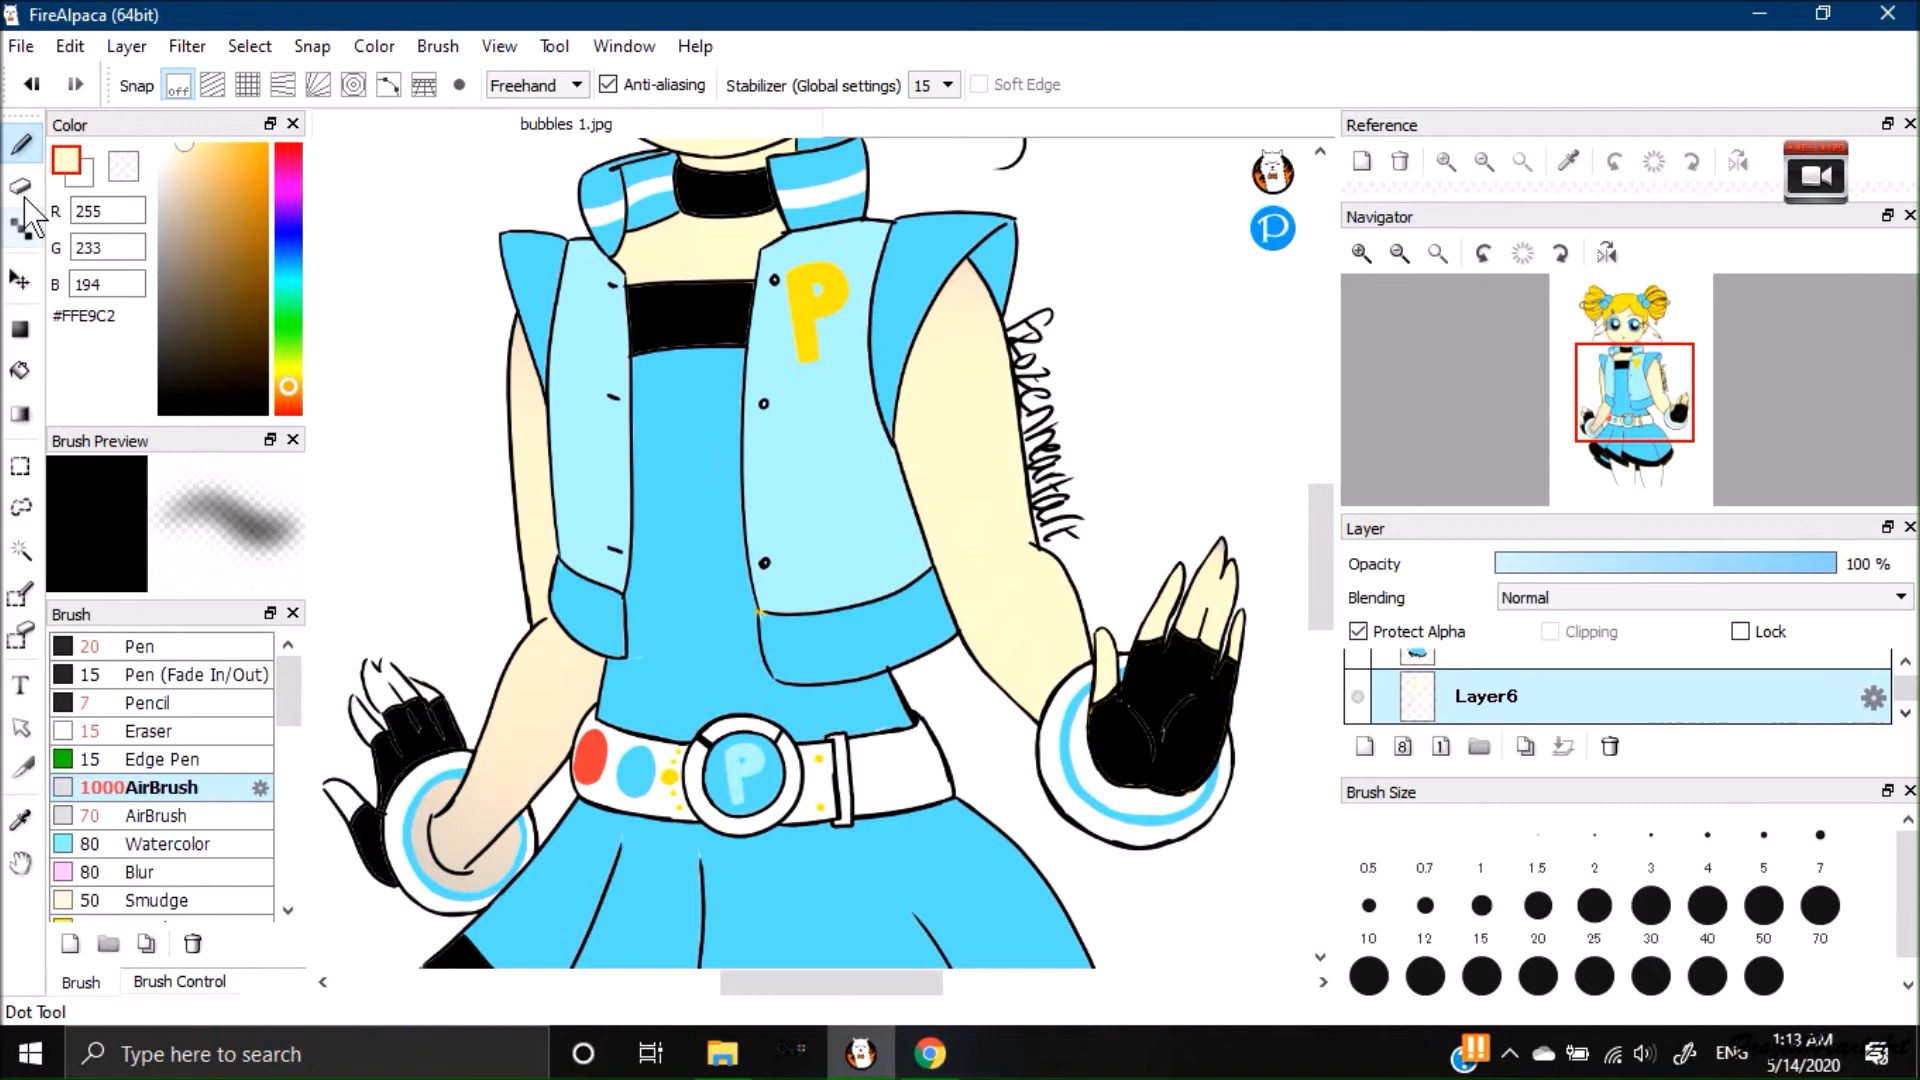 FireAlpaca (64bit)
File Edit Layer Filter Select Snap Color Brush View Tool Window Help
Snap off Freehand Anti-aliasing Stabilizer (Global settings) 15 Soft Edge
Color
bubbles 1.jpg
Reference
R 255
G 233
B 194
#FFE9C2
Navigator
P
P
Brush Preview
Layer
Opacity 100 %
Blending Normal
Protect Alpha Clipping Lock
Layer6
8 1
Brush
20 Pen
15 Pen (Fade In/Out)
7 Pencil
15 Eraser
15 Edge Pen
1000 AirBrush
70 AirBrush
80 Watercolor
80 Blur
50 Smudge
P
Brush Size
0.5 0.7 1 1.5 2 3 4 5 7
10 12 15 20 25 30 40 50 70
Brush Brush Control
Dot Tool
Type here to search
ENG
1:13 AM
5/14/2020